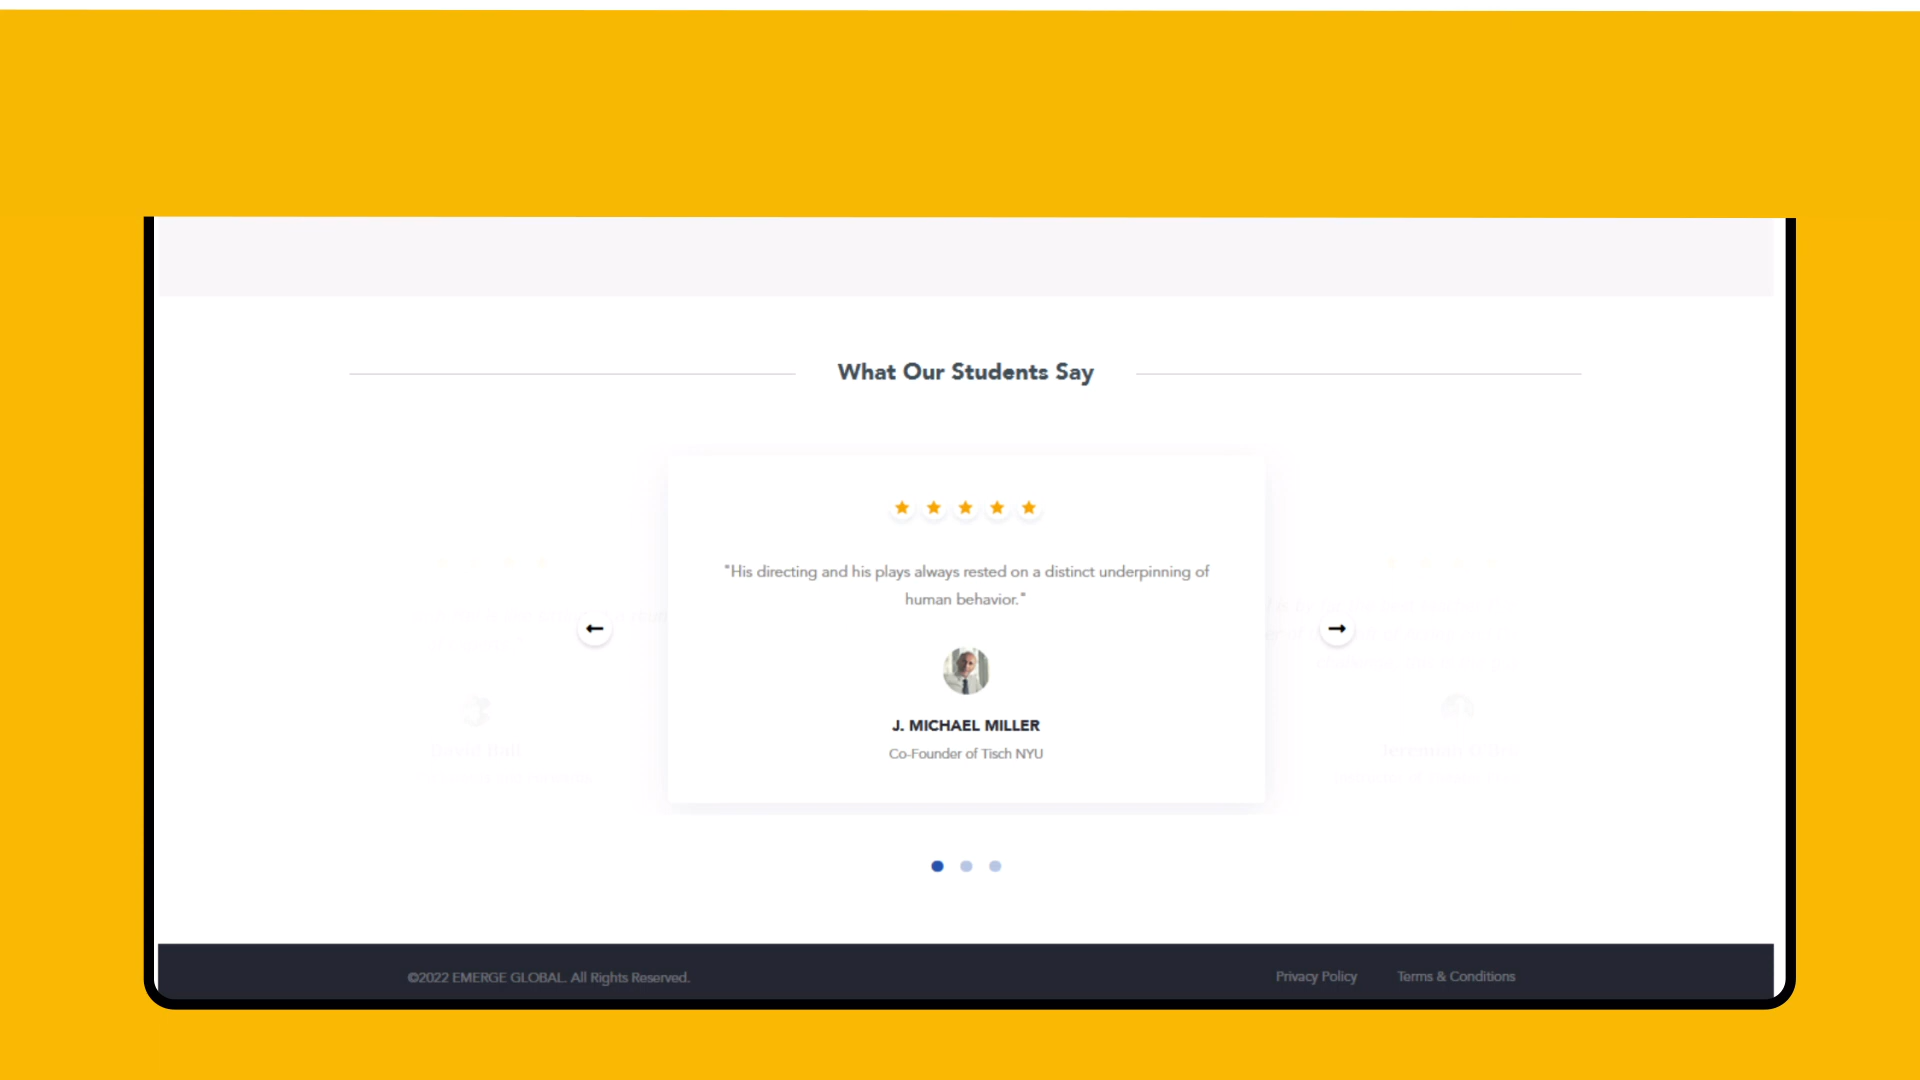 What Our Students Say
"His directing and his plays always rested on a distinct underpinning of
human behavior."
J. MICHAEL MILLER
Co-Founder of Tisch NYU
©2022 EMERGE GLOBAL. All Rights Reserved.
Privacy Policy
Terms & Conditions